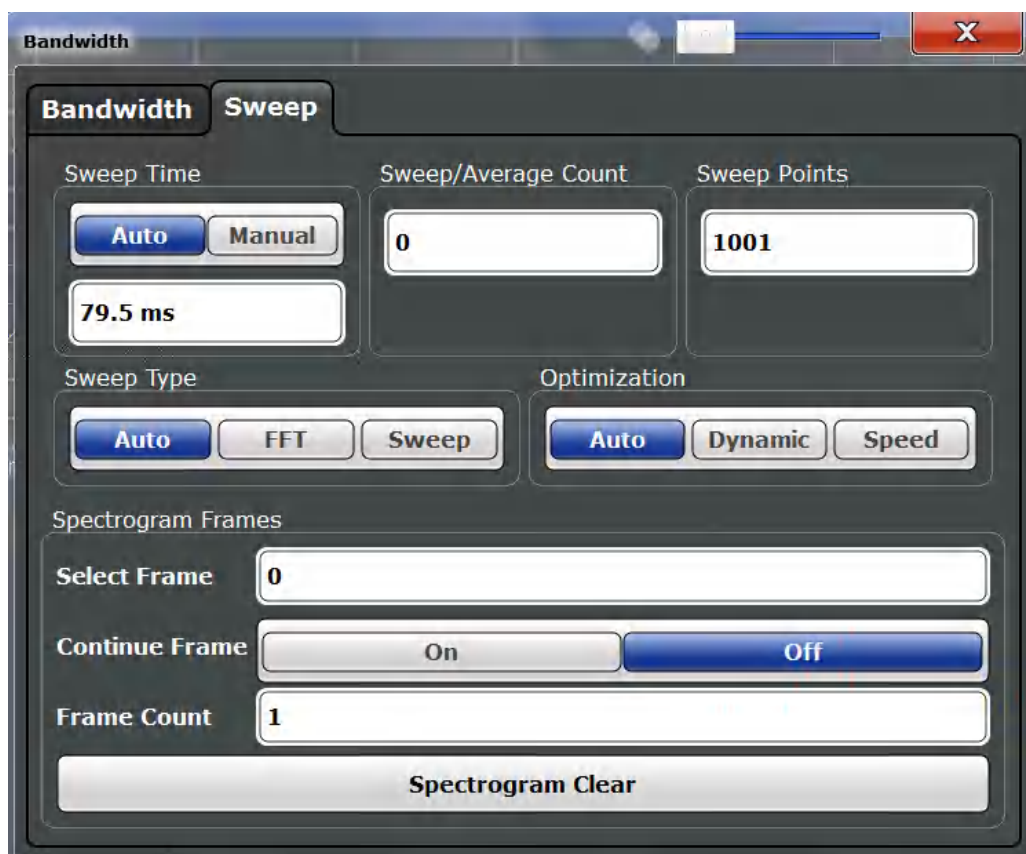 Bandwidth
X
Bandwidth Sweep
Sweep Time Sweep/Average Count Sweep Points
Auto Manual 0 1001
79.5 ms
Sweep Type Optimization
Auto FFT Sweep Auto Dynamic Speed
Spectrogram Frames
Select Frame 0
Continue Frame On Off
Frame Count 1
Spectrogram Clear